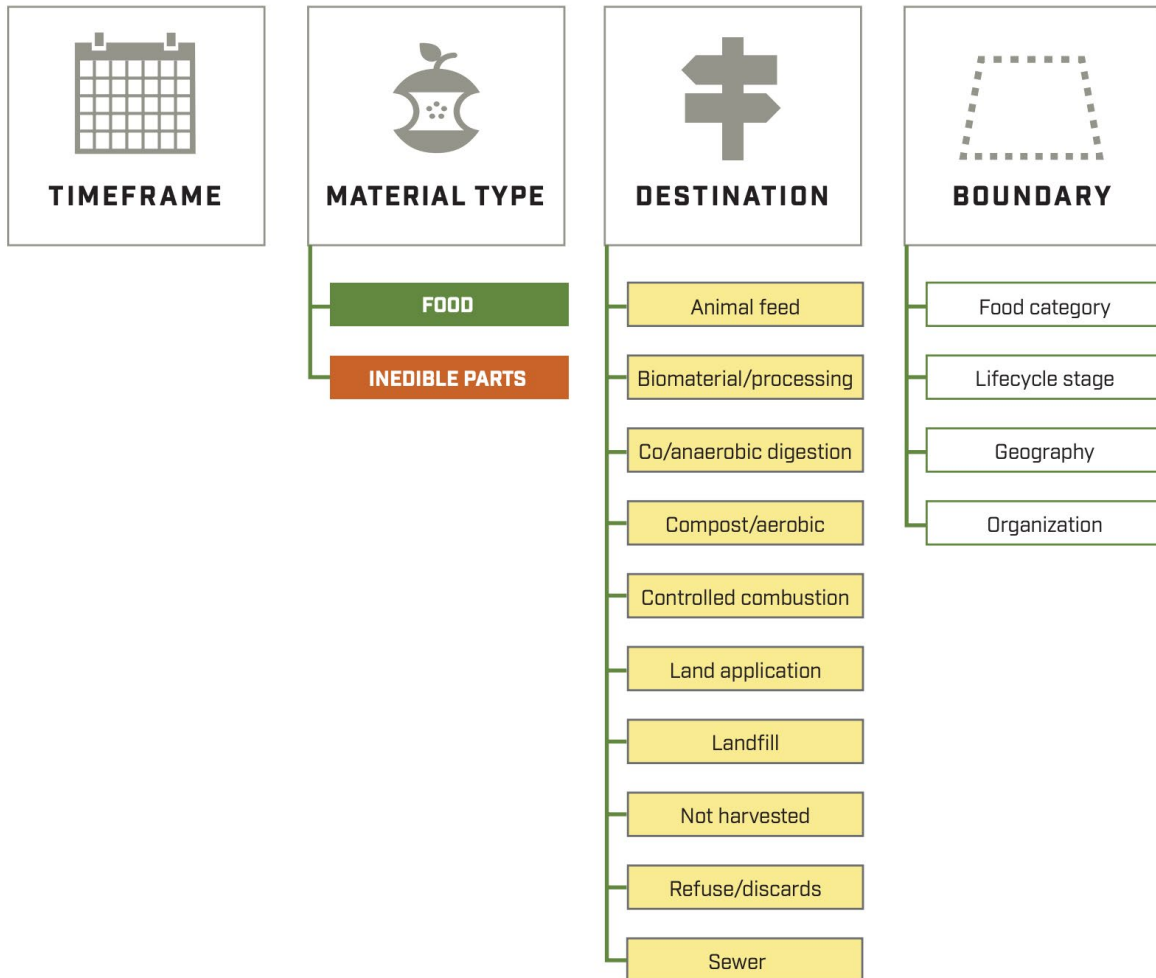 TIMEFRAME
MATERIAL TYPE
DESTINATION
BOUNDARY
FOOD
INEDIBLE PARTS
Animal feed
Biomaterial/processing
Co/anaerobic digestion
Compost/aerobic
Controlled combustion
Land application
Landfill
Not harvested
Refuse/discards
Sewer
Food category
Lifecycle stage
Geography
Organization